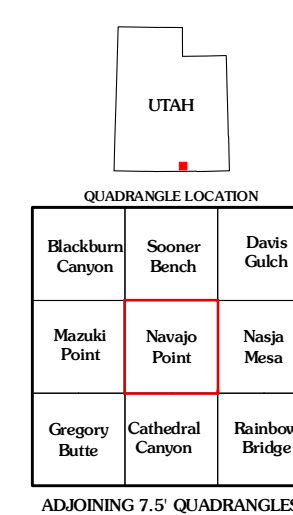 UTAH
QUADRANGLE LOCATION
Blackburn Canyon
Sooner Bench
Davis Gulch
Mazuki Point
Navajo Point
Nasja Mesa
Gregory Butte
Cathedral Canyon
Rainbow Bridge
ADJOINING 7.5' QUADRANGLES